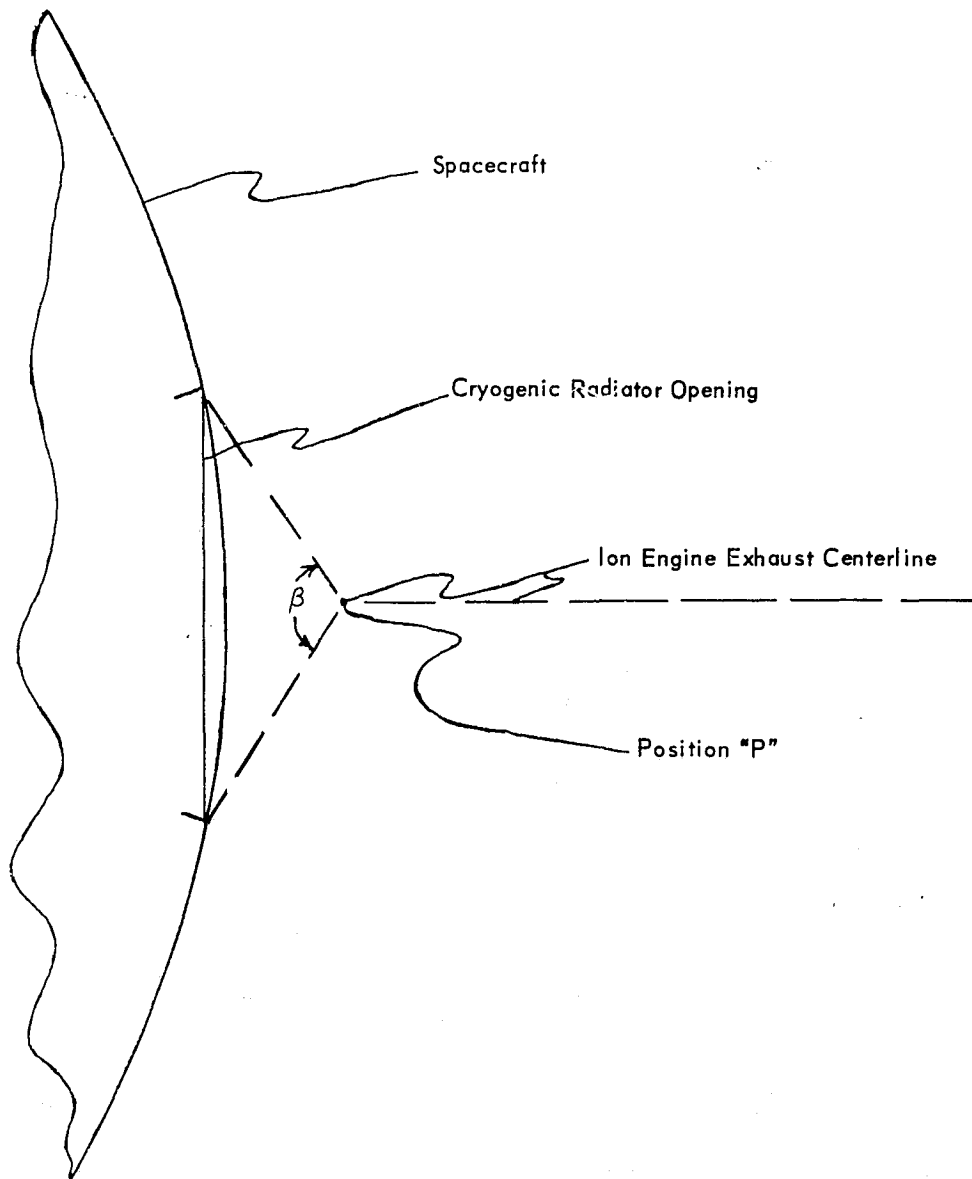 Spacecraft
Cryogenic Radiator Opening
Ion Engine Exhaust Centerline
β
Position "P"